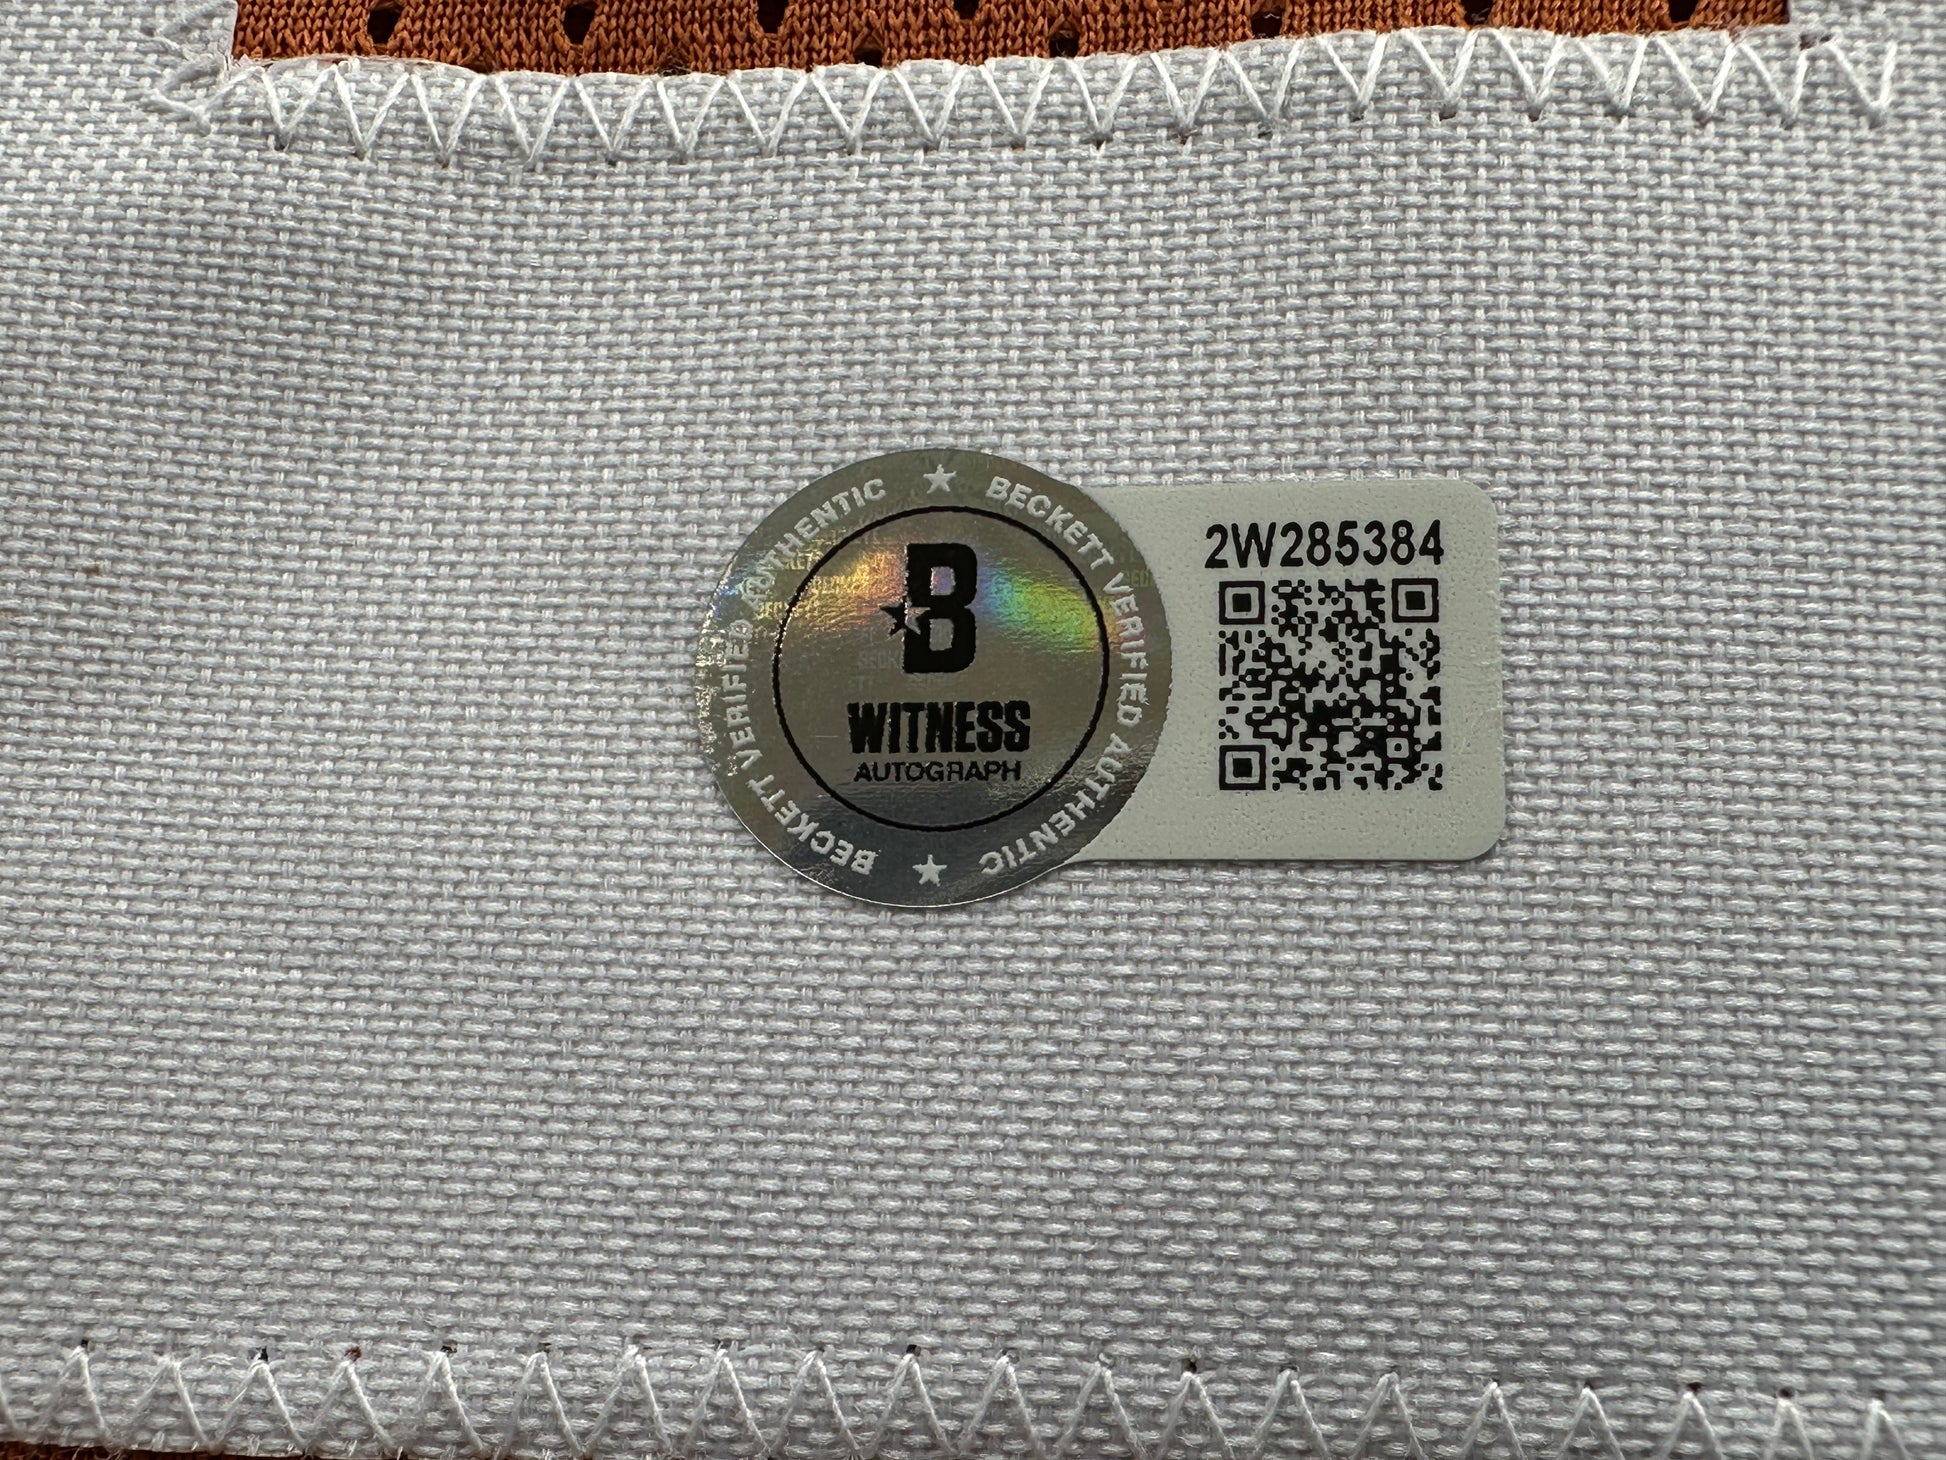 ★ BECKETT VERIFIED AUTHENTIC
★ BECKETT VERIFIED AUTHENTIC
B
WITNESS
AUTOGRAPH
2W285384